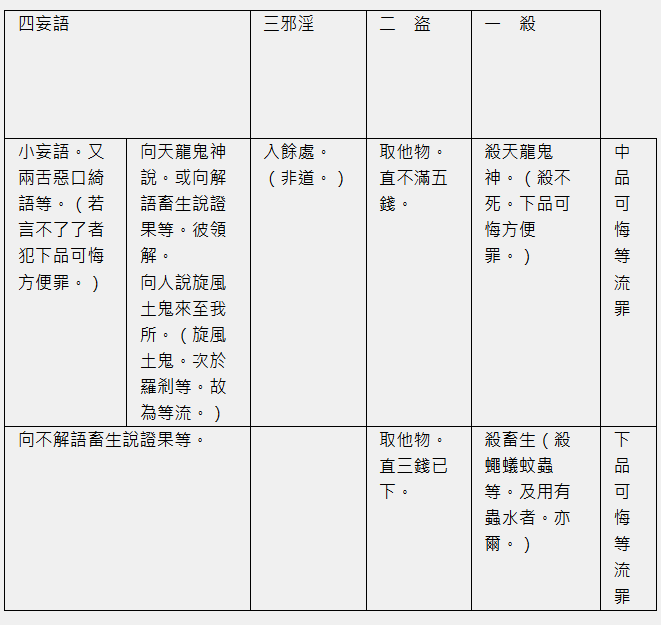 一　殺
二　盜
三邪淫
四妄語
中品可悔等流罪
殺天龍鬼
神。（殺不
死。下品可
悔方便
罪。）
取他物。
直不滿五
錢。
入餘處。
（非道。）
向天龍鬼神
說。或向解
語畜生說證
果等。彼領
解。
向人說旋風
土鬼來至我
所。（旋風
土鬼。次於
羅剎等。故
為等流。）
小妄語。又
兩舌惡口綺
語等。（若
言不了了者
犯下品可悔
方便罪。）
下品可悔等流罪
殺畜生（殺
蠅蟻蚊蟲
等。及用有
蟲水者。亦
爾。）
取他物。
直三錢已
下。
向不解語畜生說證果等。